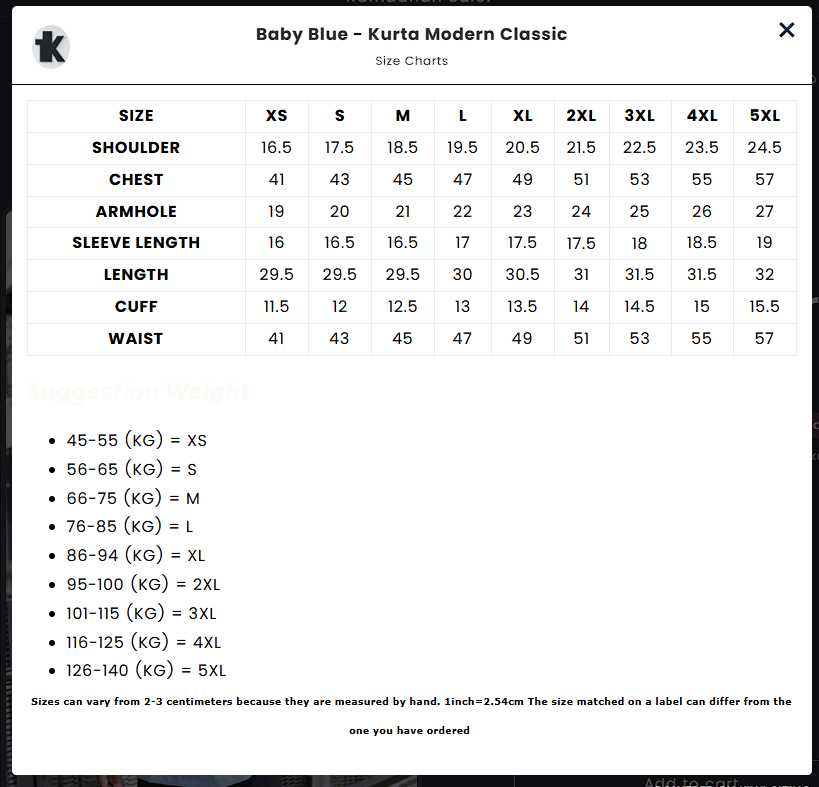 Baby Blue - Kurta Modern Classic
Size Charts
SIZE XS S M L XL 2XL 3XL 4XL 5XL
SHOULDER 16.5 17.5 18.5 19.5 20.5 21.5 22.5 23.5 24.5
CHEST 41 43 45 47 49 51 53 55 57
ARMHOLE 19 20 21 22 23 24 25 26 27
SLEEVE LENGTH 16 16.5 16.5 17 17.5 17.5 18 18.5 19
LENGTH 29.5 29.5 29.5 30 30.5 31 31.5 31.5 32
CUFF 11.5 12 12.5 13 13.5 14 14.5 15 15.5
WAIST 41 43 45 47 49 51 53 55 57
Suggestion Weight
45-55 (KG) = XS
56-65 (KG) = S
66-75 (KG) = M
76-85 (KG) = L
86-94 (KG) = XL
95-100 (KG) = 2XL
101-115 (KG) = 3XL
116-125 (KG) = 4XL
126-140 (KG) = 5XL
Sizes can vary from 2-3 centimeters because they are measured by hand. 1inch=2.54cm The size matched on a label can differ from the
one you have ordered
Add to cart